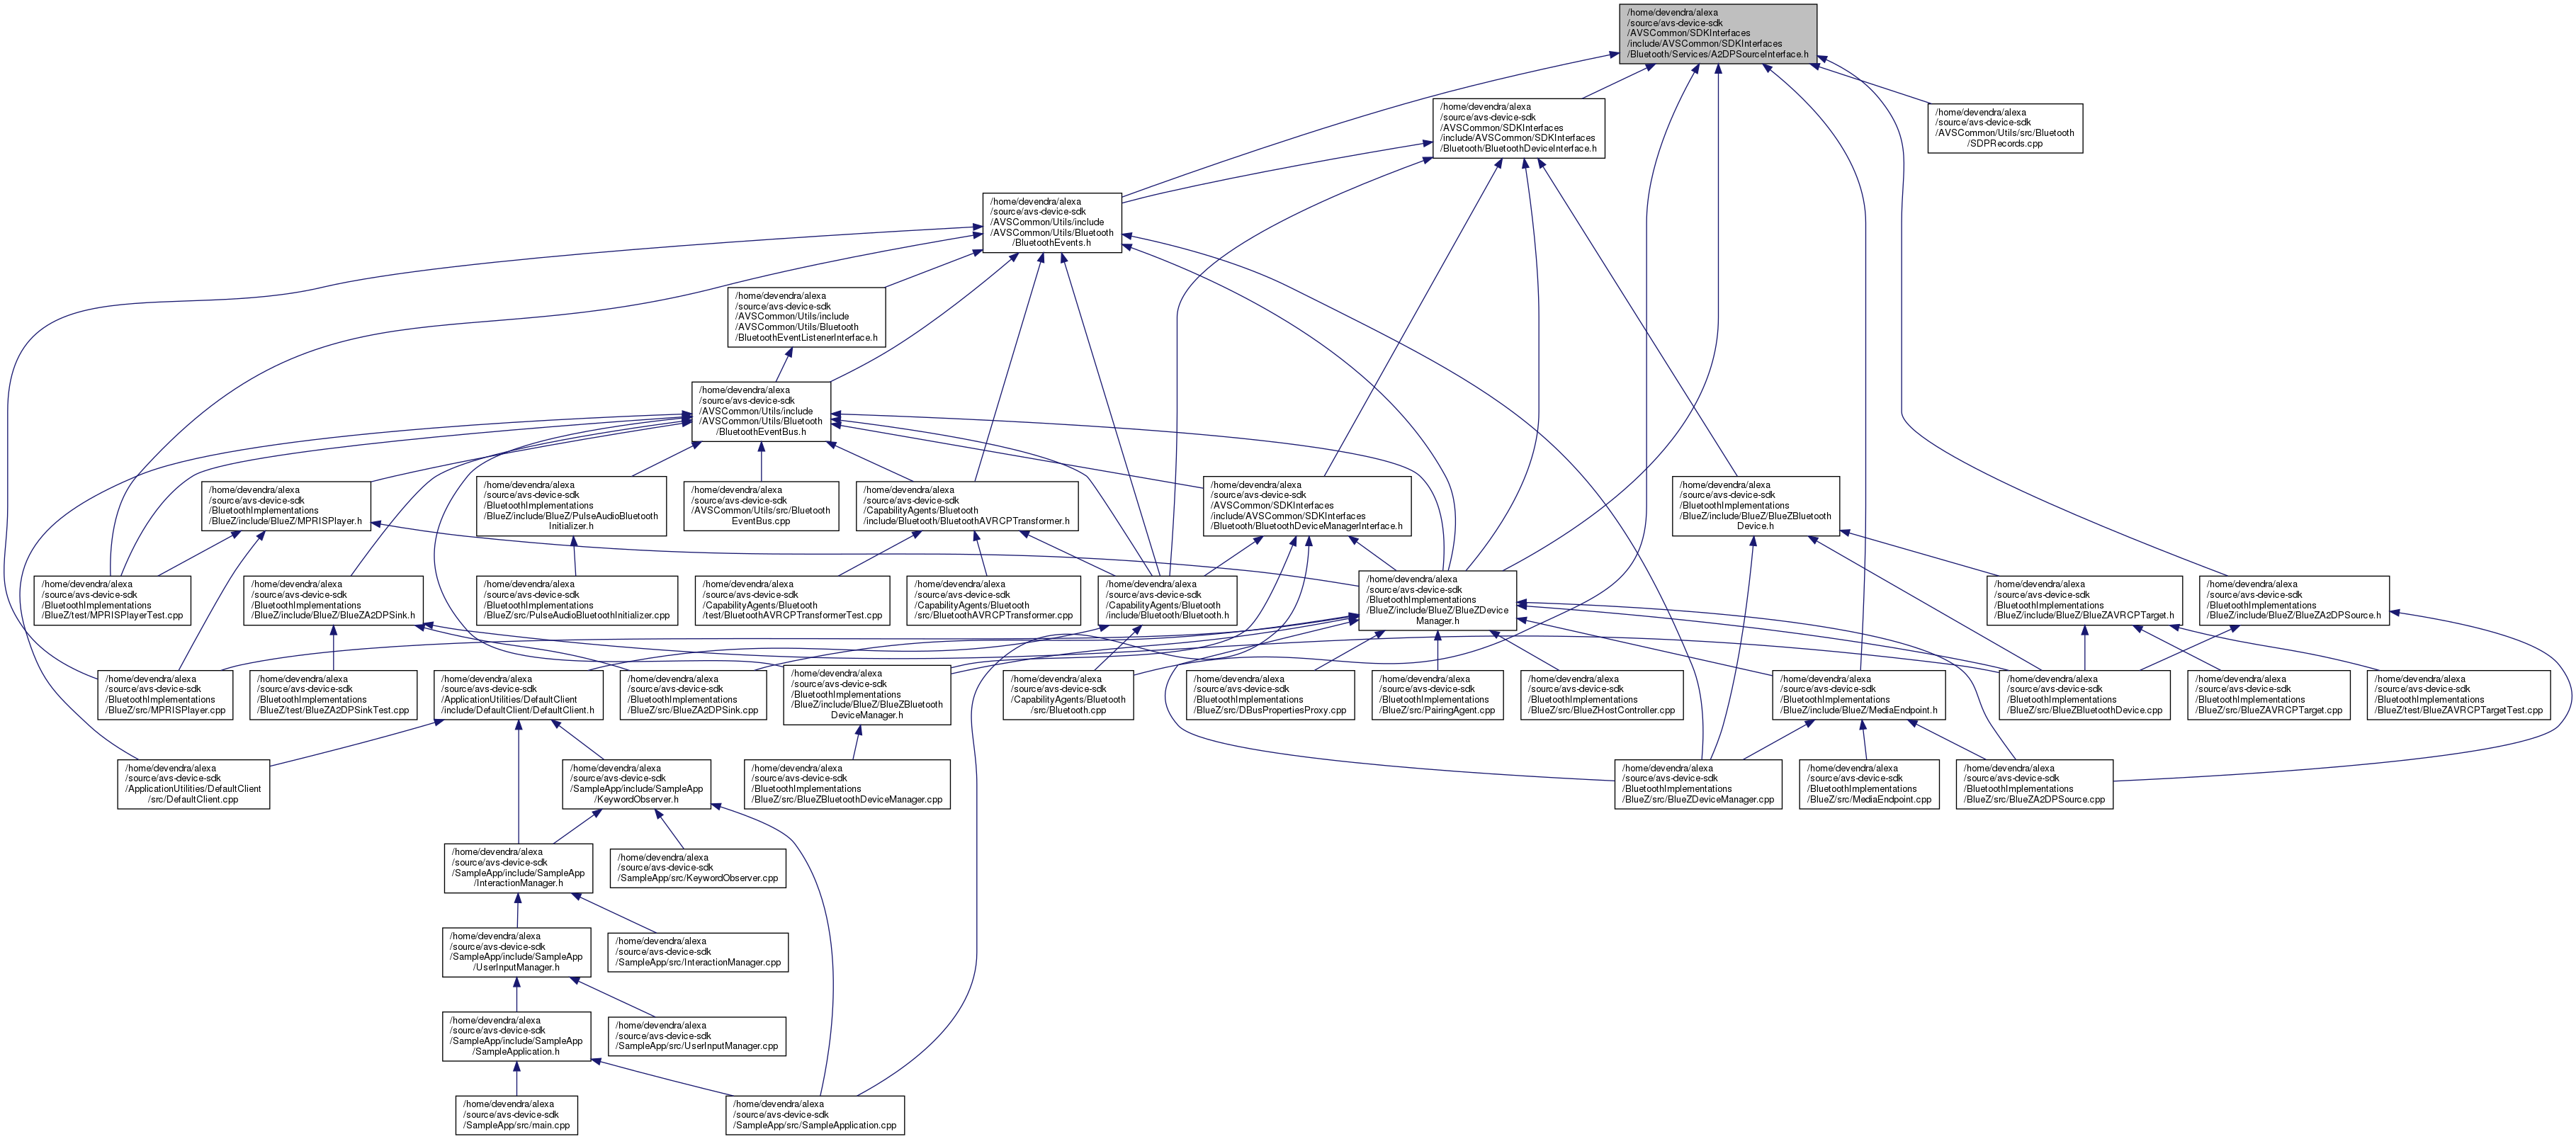 /home/devendra/alexa
/source/avs-device-sdk
/AVSCommon/SDKInterfaces
/include/AVSCommon/SDKInterfaces
/Bluetooth/Services/A2DPSourceInterface.h
/home/devendra/alexa
/source/avs-device-sdk
/AVSCommon/SDKInterfaces
/include/AVSCommon/SDKInterfaces
/Bluetooth/BluetoothDeviceInterface.h
/home/devendra/alexa
/source/avs-device-sdk
/AVSCommon/Utils/src/Bluetooth
/SDPRecords.cpp
/home/devendra/alexa
/source/avs-device-sdk
/AVSCommon/Utils/include
/AVSCommon/Utils/Bluetooth
/BluetoothEvents.h
/home/devendra/alexa
/source/avs-device-sdk
/AVSCommon/Utils/include
/AVSCommon/Utils/Bluetooth
/BluetoothEventListenerInterface.h
/home/devendra/alexa
/source/avs-device-sdk
/AVSCommon/Utils/include
/AVSCommon/Utils/Bluetooth
/BluetoothEventBus.h
/home/devendra/alexa
/source/avs-device-sdk
/BluetoothImplementations
/BlueZ/include/BlueZ/MPRISPlayer.h
/home/devendra/alexa
/source/avs-device-sdk
/BluetoothImplementations
/BlueZ/include/BlueZ/PulseAudioBluetooth
Initializer.h
/home/devendra/alexa
/source/avs-device-sdk
/AVSCommon/Utils/src/Bluetooth
EventBus.cpp
/home/devendra/alexa
/source/avs-device-sdk
/CapabilityAgents/Bluetooth
/include/Bluetooth/BluetoothAVRCPTransformer.h
/home/devendra/alexa
/source/avs-device-sdk
/AVSCommon/SDKInterfaces
/include/AVSCommon/SDKInterfaces
/Bluetooth/BluetoothDeviceManagerInterface.h
/home/devendra/alexa
/source/avs-device-sdk
/BluetoothImplementations
/BlueZ/include/BlueZ/BlueZBluetooth
Device.h
/home/devendra/alexa
/source/avs-device-sdk
/BluetoothImplementations
/BlueZ/test/MPRISPlayerTest.cpp
/home/devendra/alexa
/source/avs-device-sdk
/BluetoothImplementations
/BlueZ/include/BlueZ/BlueZA2DPSink.h
/home/devendra/alexa
/source/avs-device-sdk
/BluetoothImplementations
/BlueZ/src/PulseAudioBluetoothInitializer.cpp
/home/devendra/alexa
/source/avs-device-sdk
/CapabilityAgents/Bluetooth
/test/BluetoothAVRCPTransformerTest.cpp
/home/devendra/alexa
/source/avs-device-sdk
/CapabilityAgents/Bluetooth
/src/BluetoothAVRCPTransformer.cpp
/home/devendra/alexa
/source/avs-device-sdk
/CapabilityAgents/Bluetooth
/include/Bluetooth/Bluetooth.h
/home/devendra/alexa
/source/avs-device-sdk
/BluetoothImplementations
/BlueZ/include/BlueZ/BlueZDevice
Manager.h
/home/devendra/alexa
/source/avs-device-sdk
/BluetoothImplementations
/BlueZ/include/BlueZ/BlueZAVRCPTarget.h
/home/devendra/alexa
/source/avs-device-sdk
/BluetoothImplementations
/BlueZ/include/BlueZ/BlueZA2DPSource.h
/home/devendra/alexa
/source/avs-device-sdk
/BluetoothImplementations
/BlueZ/src/MPRISPlayer.cpp
/home/devendra/alexa
/source/avs-device-sdk
/BluetoothImplementations
/BlueZ/test/BlueZA2DPSinkTest.cpp
/home/devendra/alexa
/source/avs-device-sdk
/ApplicationUtilities/DefaultClient
/include/DefaultClient/DefaultClient.h
/home/devendra/alexa
/source/avs-device-sdk
/BluetoothImplementations
/BlueZ/src/BlueZA2DPSink.cpp
/home/devendra/alexa
/source/avs-device-sdk
/BluetoothImplementations
/BlueZ/include/BlueZ/BlueZBluetooth
DeviceManager.h
/home/devendra/alexa
/source/avs-device-sdk
/CapabilityAgents/Bluetooth
/src/Bluetooth.cpp
/home/devendra/alexa
/source/avs-device-sdk
/BluetoothImplementations
/BlueZ/src/DBusPropertiesProxy.cpp
/home/devendra/alexa
/source/avs-device-sdk
/BluetoothImplementations
/BlueZ/src/PairingAgent.cpp
/home/devendra/alexa
/source/avs-device-sdk
/BluetoothImplementations
/BlueZ/src/BlueZHostController.cpp
/home/devendra/alexa
/source/avs-device-sdk
/BluetoothImplementations
/BlueZ/include/BlueZ/MediaEndpoint.h
/home/devendra/alexa
/source/avs-device-sdk
/BluetoothImplementations
/BlueZ/src/BlueZBluetoothDevice.cpp
/home/devendra/alexa
/source/avs-device-sdk
/BluetoothImplementations
/BlueZ/src/BlueZAVRCPTarget.cpp
/home/devendra/alexa
/source/avs-device-sdk
/BluetoothImplementations
/BlueZ/test/BlueZAVRCPTargetTest.cpp
/home/devendra/alexa
/source/avs-device-sdk
/ApplicationUtilities/DefaultClient
/src/DefaultClient.cpp
/home/devendra/alexa
/source/avs-device-sdk
/SampleApp/include/SampleApp
/KeywordObserver.h
/home/devendra/alexa
/source/avs-device-sdk
/BluetoothImplementations
/BlueZ/src/BlueZBluetoothDeviceManager.cpp
/home/devendra/alexa
/source/avs-device-sdk
/BluetoothImplementations
/BlueZ/src/BlueZDeviceManager.cpp
/home/devendra/alexa
/source/avs-device-sdk
/BluetoothImplementations
/BlueZ/src/MediaEndpoint.cpp
/home/devendra/alexa
/source/avs-device-sdk
/BluetoothImplementations
/BlueZ/src/BlueZA2DPSource.cpp
/home/devendra/alexa
/source/avs-device-sdk
/SampleApp/include/SampleApp
/InteractionManager.h
/home/devendra/alexa
/source/avs-device-sdk
/SampleApp/src/KeywordObserver.cpp
/home/devendra/alexa
/source/avs-device-sdk
/SampleApp/include/SampleApp
/UserInputManager.h
/home/devendra/alexa
/source/avs-device-sdk
/SampleApp/src/InteractionManager.cpp
/home/devendra/alexa
/source/avs-device-sdk
/SampleApp/include/SampleApp
/SampleApplication.h
/home/devendra/alexa
/source/avs-device-sdk
/SampleApp/src/UserInputManager.cpp
/home/devendra/alexa
/source/avs-device-sdk
/SampleApp/src/main.cpp
/home/devendra/alexa
/source/avs-device-sdk
/SampleApp/src/SampleApplication.cpp